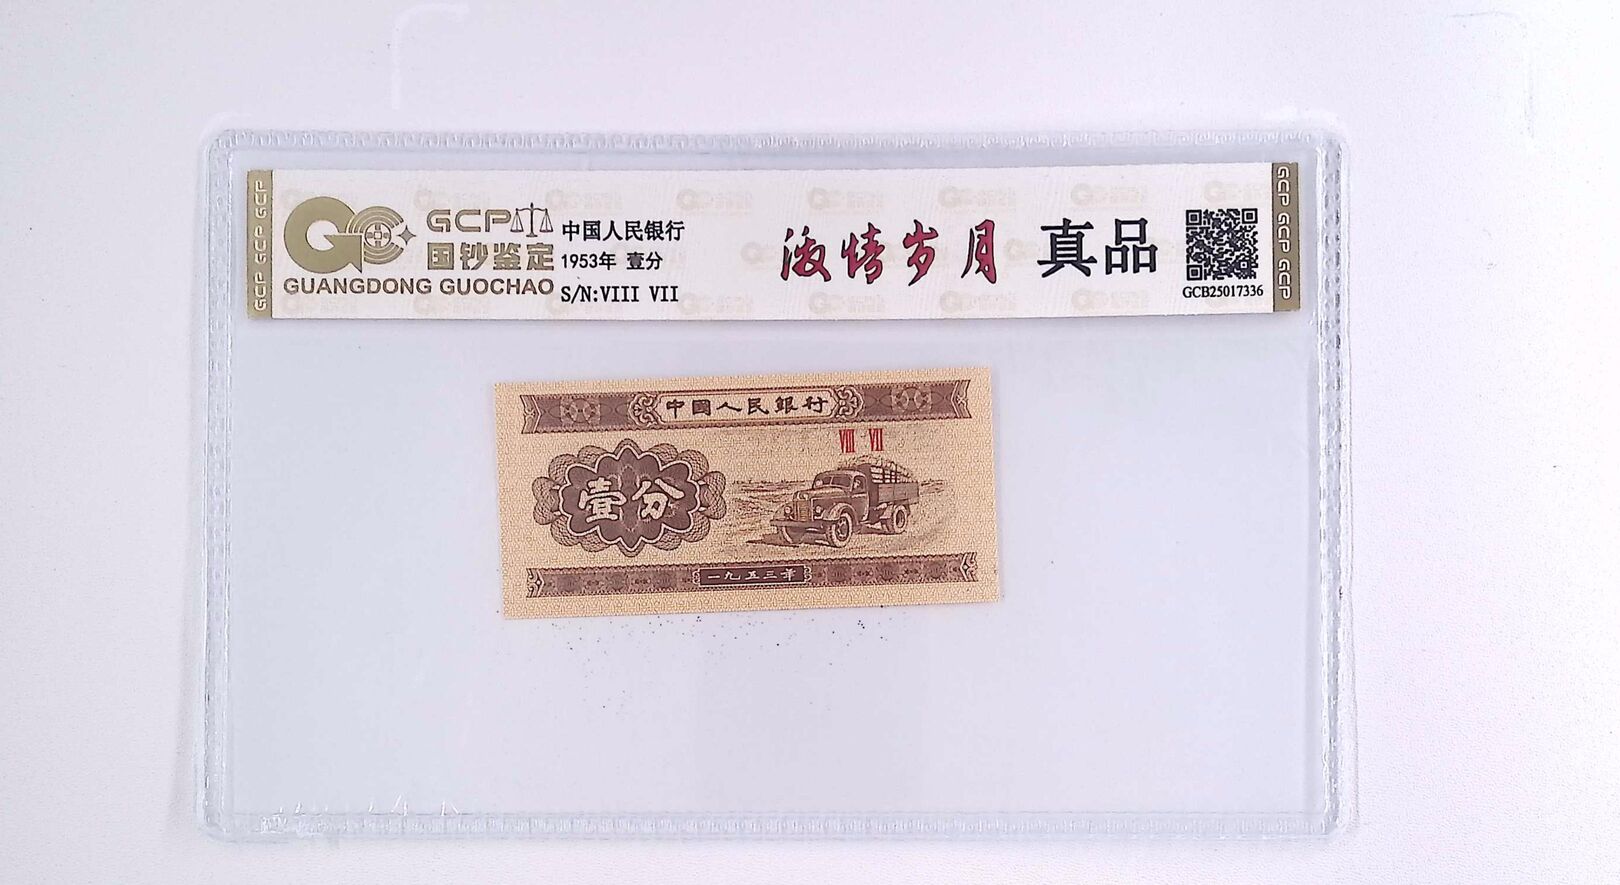 GCP GCP GCP
GCP
国钞鉴定
GUANGDONG GUOCHAO
中国人民银行
1953年 壹分
S/N:VIII VII
激情岁月 真品
GCB25017336
GCP GCP GCP
中國人民銀行
VIII VII
壹分
一九五三年